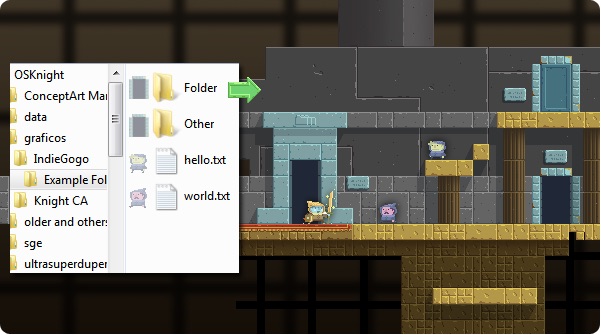 OSKnight
ConceptArt Mar
data
graficos
IndieGogo
Example Fol
Knight CA
older and others
sge
ultrasuperduper
Folder
Other
hello.txt
world.txt